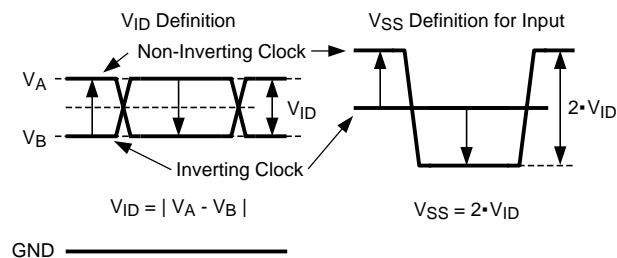 VID Definition
VSS Definition for Input
Non-Inverting Clock
VA
VID
2▪VID
VB
Inverting Clock
VID = | VA - VB |
VSS = 2▪VID
GND